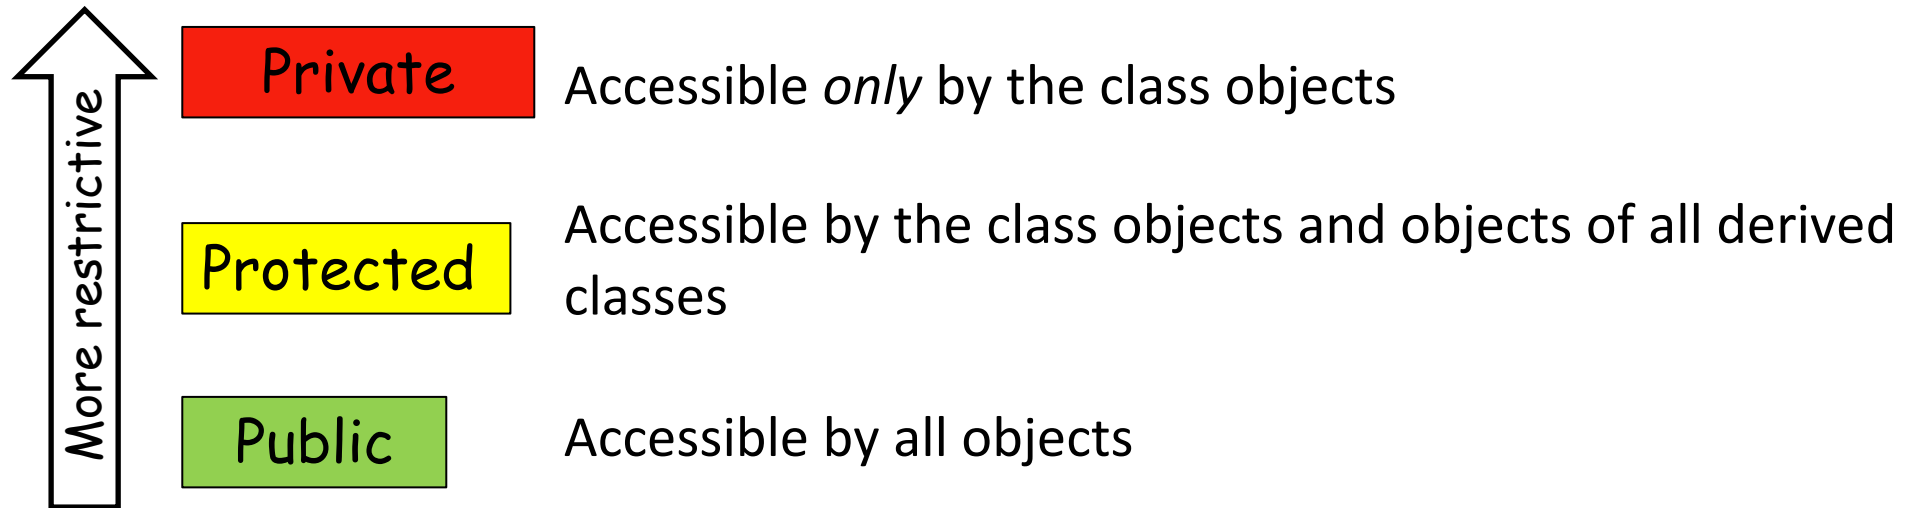 More restrictive
Private
Accessible only by the class objects
Protected
Accessible by the class objects and objects of all derived
classes
Public
Accessible by all objects